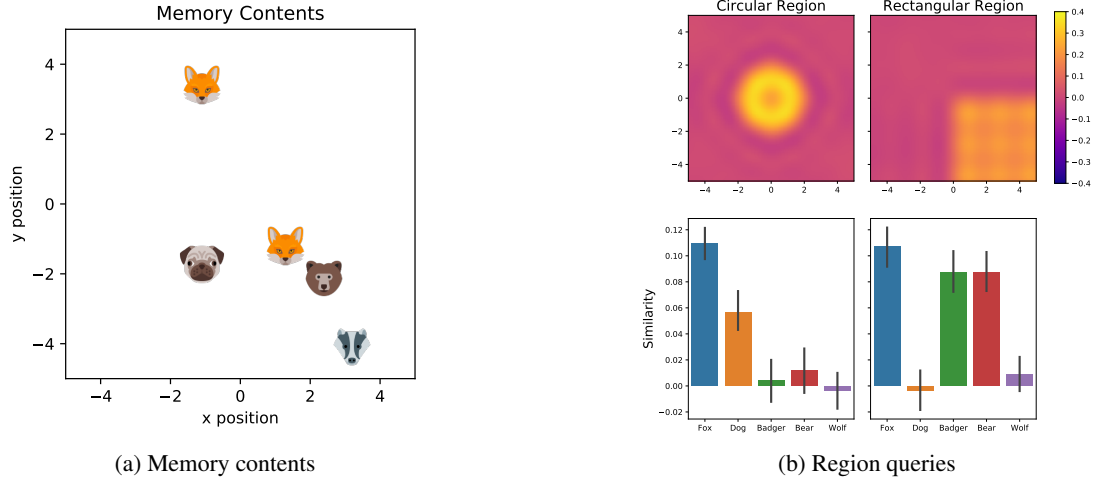 Memory Contents
4
2
0
−2
−4
y position
−4 −2 0 2 4
x position
(a) Memory contents
Circular Region Rectangular Region
4
2
0
−2
−4
−4 −2 0 2 4
−4 −2 0 2 4
0.4
0.3
0.2
0.1
0.0
−0.1
−0.2
−0.3
−0.4
0.12
0.10
0.08
0.06
0.04
0.02
0.00
−0.02
Similarity
Fox Dog Badger Bear Wolf
Fox Dog Badger Bear Wolf
(b) Region queries